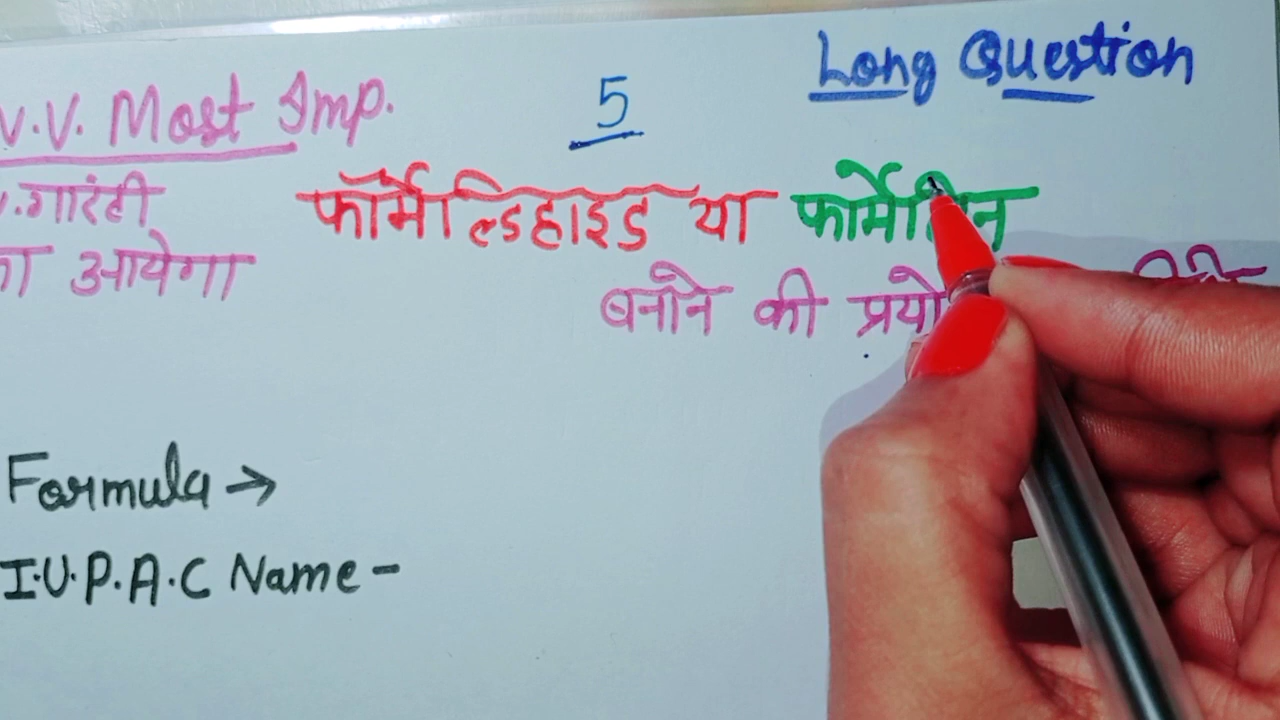 V.V. Most Imp.
5
Long Question
गारंटी
आयेगा
फॉर्मेल्डिहाइड या फार्मेलिन
बनाने की
Formula →
I.U.P.A.C Name -